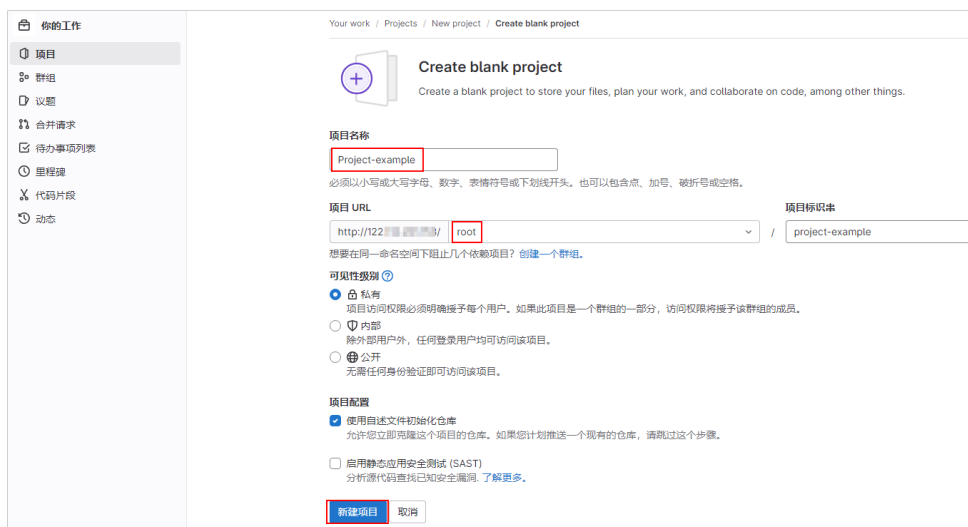 你的工作
项目
群组
议题
合并请求
待办事项列表
里程碑
代码片段
动态
Your work / Projects / New project / Create blank project
Create blank project
Create a blank project to store your files, plan your work, and collaborate on code, among other things.
项目名称
Project-example
必须以小写或大写字母、数字、表情符号或下划线开头。也可以包含点、加号、破折号或空格。
项目 URL
项目标识串
http://122 / root / project-example
想要在同一命名空间下阻止几个依赖项目？创建一个群组。
可见性级别
私有
项目访问权限必须明确授予每个用户。如果此项目是一个群组的一部分，访问权限将授予该群组的成员。
内部
除外部用户外，任何登录用户均可访问该项目。
公开
无需任何身份验证即可访问该项目。
项目配置
使用自述文件初始化仓库
允许您立即克隆这个项目的仓库。如果您计划推送一个现有的仓库，请跳过这个步骤。
启用静态应用安全测试 (SAST)
分析源代码查找已知安全漏洞. 了解更多。
新建项目 取消